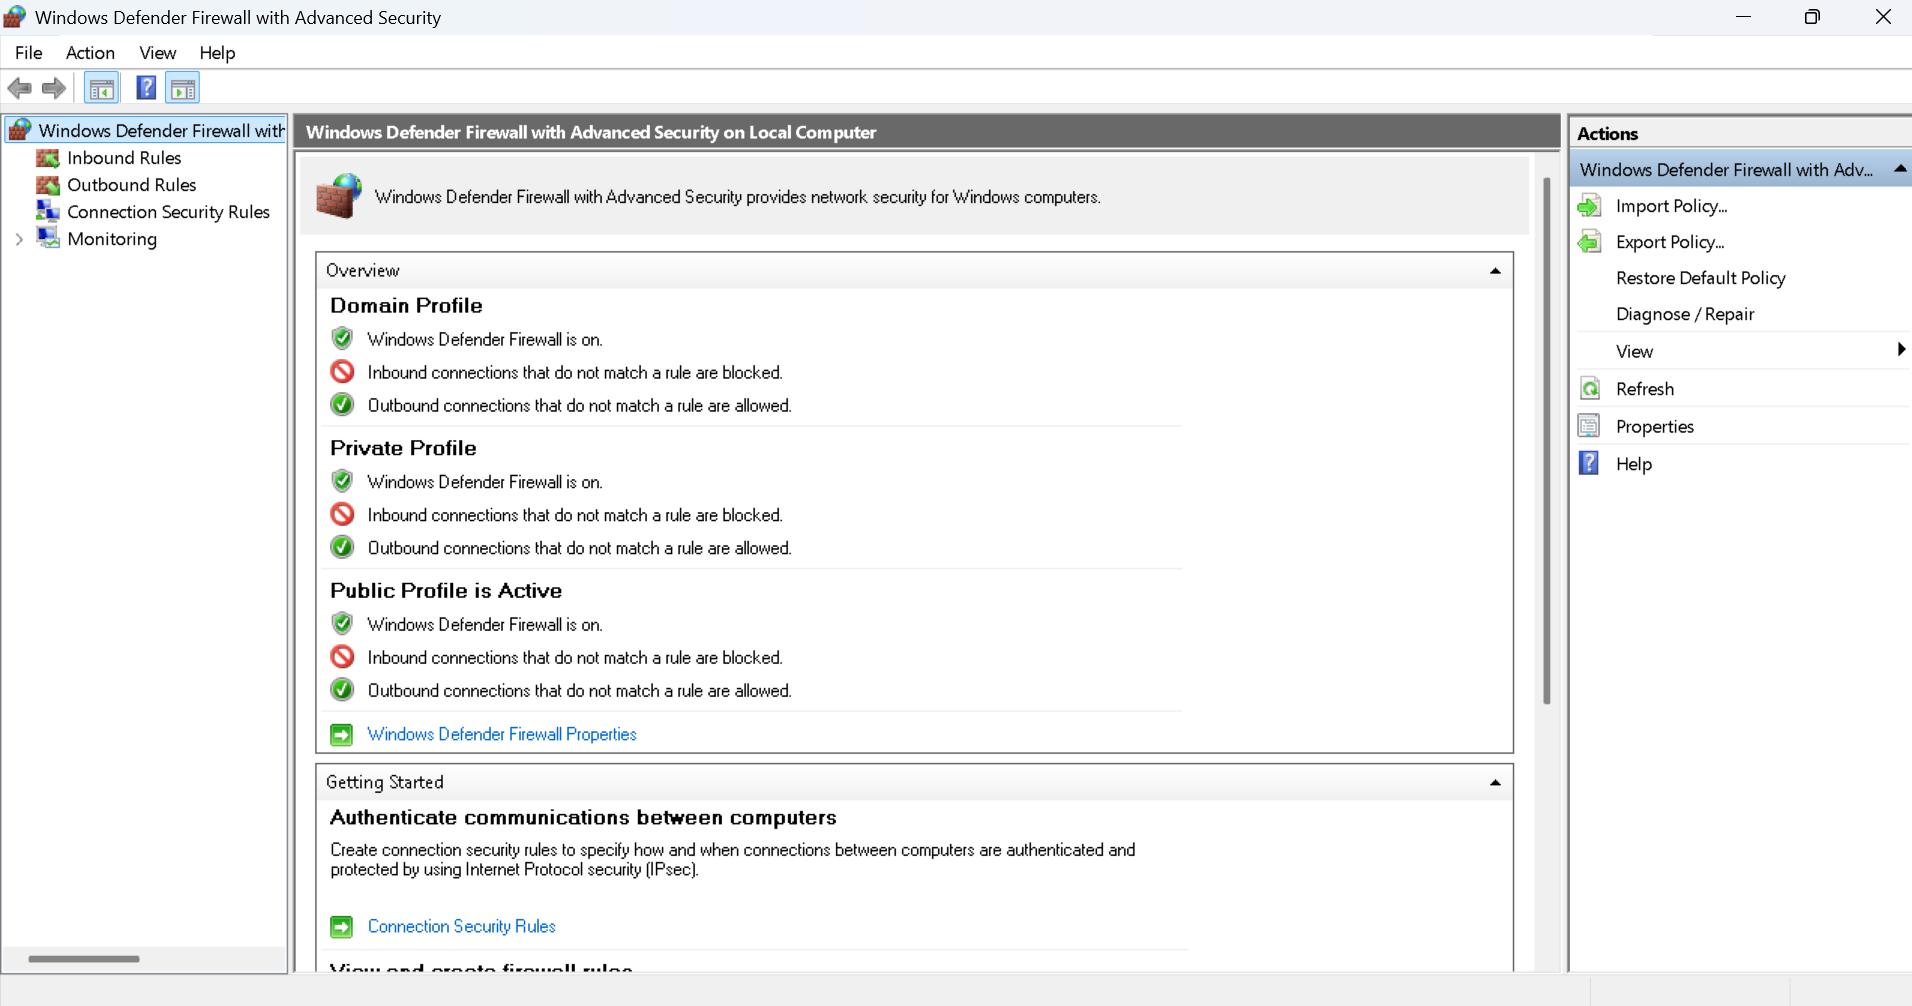 Windows Defender Firewall with Advanced Security
File Action View Help
Windows Defender Firewall with
Inbound Rules
Outbound Rules
Connection Security Rules
Monitoring
Windows Defender Firewall with Advanced Security on Local Computer
Windows Defender Firewall with Advanced Security provides network security for Windows computers.
Overview
Domain Profile
Windows Defender Firewall is on.
Inbound connections that do not match a rule are blocked.
Outbound connections that do not match a rule are allowed.
Private Profile
Windows Defender Firewall is on.
Inbound connections that do not match a rule are blocked.
Outbound connections that do not match a rule are allowed.
Public Profile is Active
Windows Defender Firewall is on.
Inbound connections that do not match a rule are blocked.
Outbound connections that do not match a rule are allowed.
Windows Defender Firewall Properties
Getting Started
Authenticate communications between computers
Create connection security rules to specify how and when connections between computers are authenticated and
protected by using Internet Protocol security (IPsec).
Connection Security Rules
View and create firewall rules
Actions
Windows Defender Firewall with Adv...
Import Policy...
Export Policy...
Restore Default Policy
Diagnose / Repair
View
Refresh
Properties
Help